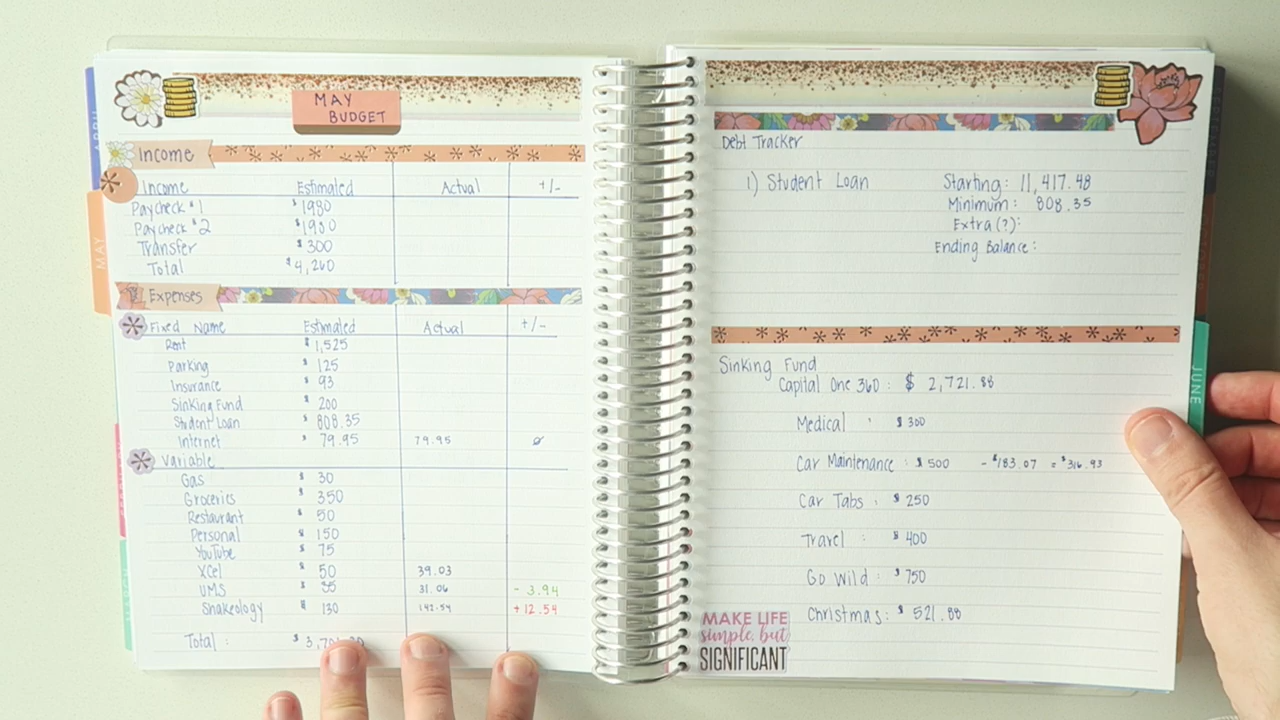 MAY
BUDGET
Income
Income Estimated Actual +/-
Paycheck #1 $1980
Paycheck #2 $1980
Transfer $300
Total $4,260
Expenses
Fixed Name Estimated Actual +/-
Rent $1,525
Parking $125
Insurance $93
Sinking Fund $200
Student Loan $808.35
Internet $79.95 79.95 ø
Variable
Gas $30
Groceries $350
Restaurant $50
Personal $150
YouTube $75
Xcel $50 39.03
UMS $35 31.06 - 3.94
Shakeology $130 142.54 +12.54
Total :
APRIL
MAY
Debt Tracker
1) Student Loan Starting: 11,417.48
Minimum: 808.35
Extra (?):
Ending Balance:
Sinking Fund
Capital One 360: $ 2,721.88
Medical : $300
Car Maintenance: $500 - $183.07 = $316.93
Car Tabs : $250
Travel : $400
Go Wild : $750
Christmas: $ 521.88
MAKE LIFE
simple, but
SIGNIFICANT
JUNE